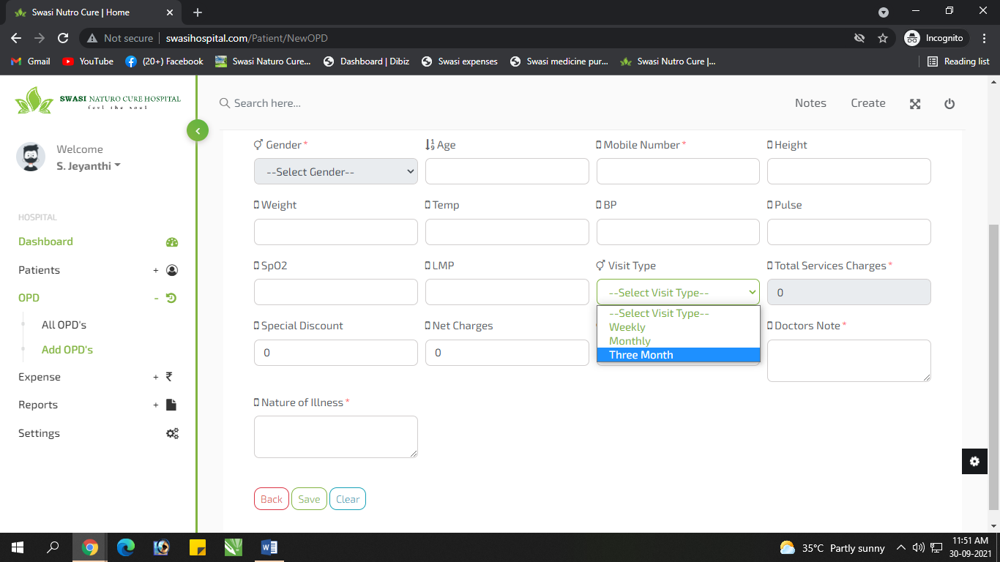 Swasi Nutro Cure | Home
Not secure swasihospital.com/Patient/NewOPD Incognito
Gmail YouTube (20+) Facebook Swasi Naturo Cure... Dashboard | Dibiz Swasi expenses Swasi medicine pur... Swasi Nutro Cure |... Reading list
SWASI NATURO CURE HOSPITAL
feel the soul
Search here... Notes Create
Welcome
S. Jeyanthi
HOSPITAL
Dashboard
Patients +
OPD -
All OPD's
Add OPD's
Expense + ₹
Reports +
Settings
Gender * Age Mobile Number * Height
--Select Gender--
Weight Temp BP Pulse
SpO2 LMP Visit Type Total Services Charges *
--Select Visit Type-- 0
--Select Visit Type--
Weekly
Monthly
Three Month
Special Discount Net Charges Doctors Note *
0 0
Nature of Illness *
Back Save Clear
35°C Partly sunny 11:51 AM
30-09-2021